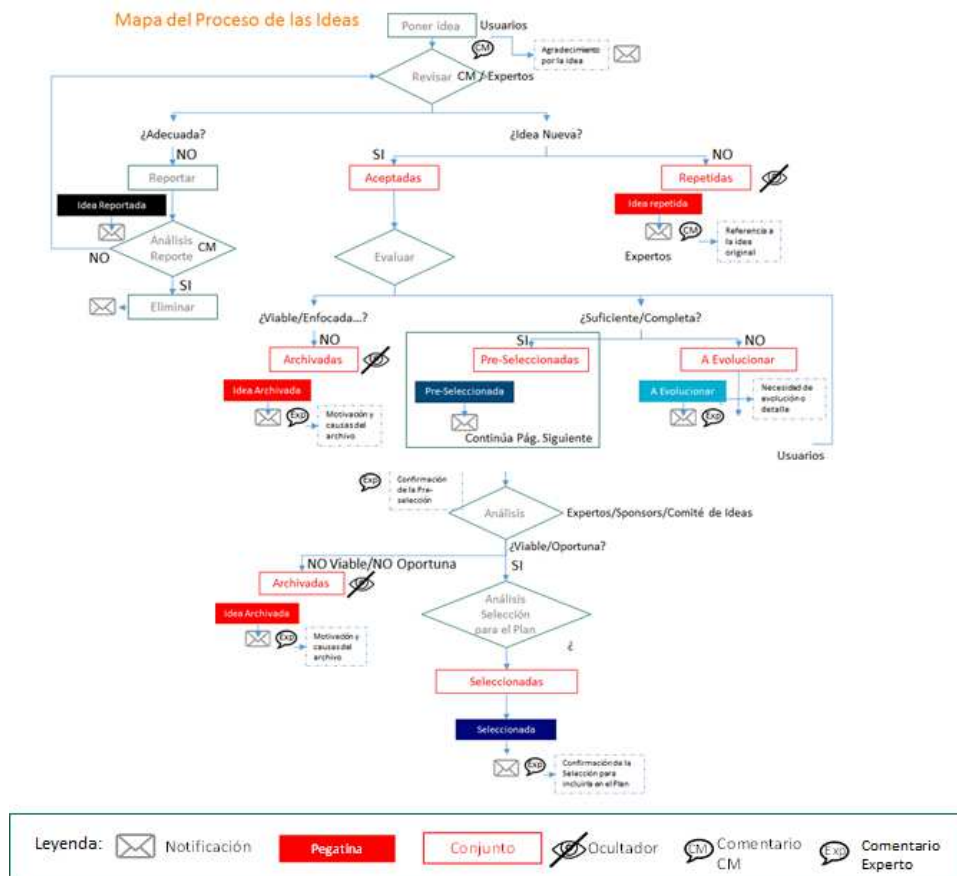 Mapa del Proceso de las Ideas
Poner idea
Usuarios
CM
Agradecimiento
por la idea
Revisar
CM / Expertos
¿Adecuada?
¿Idea Nueva?
NO
SI
NO
Reportar
Aceptadas
Repetidas
Idea Reportada
Idea repetida
CM
Referencia a
la idea
original
Expertos
Análisis
Reporte
CM
NO
Evaluar
SI
Eliminar
¿Viable/Enfocada...?
¿Suficiente/Completa?
NO
SI
NO
Archivadas
Pre-Seleccionadas
A Evolucionar
Idea Archivada
Pre-Seleccionada
A Evolucionar
Necesidad de
evolución o
detalla
Exp
Motivación y
causas del
archivo
Exp
Continúa Pág. Siguiente
Usuarios
Exp
Confirmación
de la Pre-
selección
Análisis
Expertos/Sponsors/Comité de Ideas
¿Viable/Oportuna?
NO Viable/NO Oportuna
SI
Archivadas
Análisis
Selección
para el Plan
Idea Archivada
Exp
Motivación y
causas del
archivo
¿
Seleccionadas
Seleccionada
Exp
Confirmación de la
Selección para
incluirla en el Plan
Leyenda:
Notificación
Pegatina
Conjunto
Ocultador
CM
Comentario
CM
Exp
Comentario
Experto